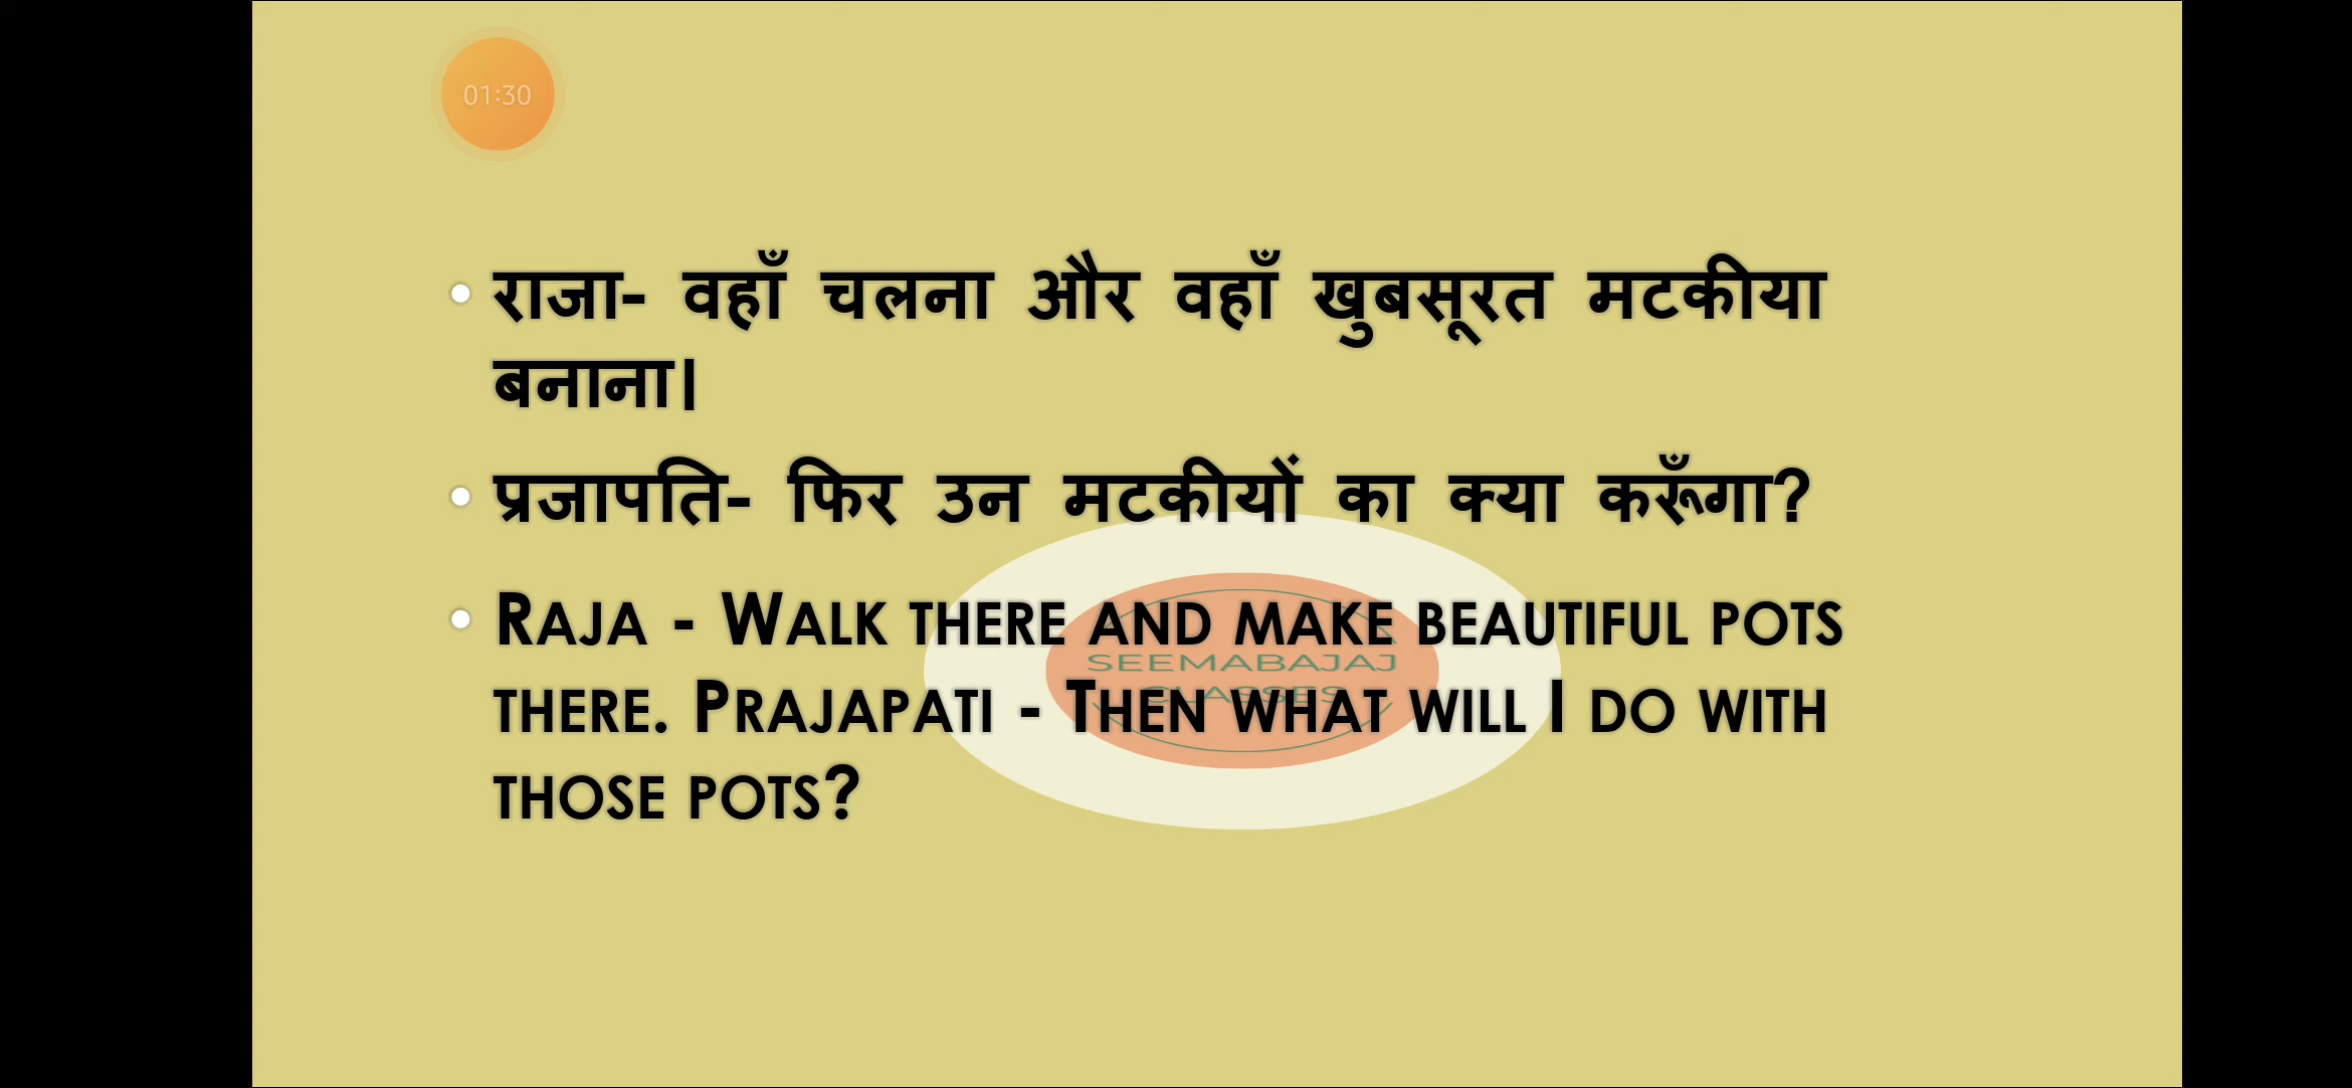 01:30
राजा- वहाँ चलना और वहाँ खुबसूरत मटकीया
बनाना।
प्रजापति- फिर उन मटकीयों का क्या करूँगा?
RAJA - WALK THERE AND MAKE BEAUTIFUL POTS
SEEMABAJAJ
CLASSES
THERE. PRAJAPATI - THEN WHAT WILL I DO WITH
THOSE POTS?